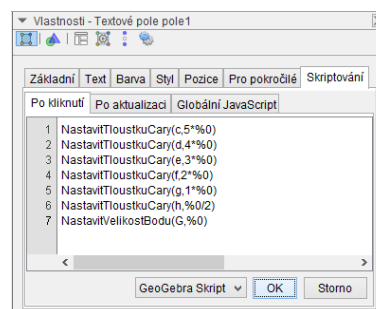 Vlastnosti - Textové pole pole1
Základní Text Barva Styl Pozice Pro pokročilé Skriptování
Po kliknutí Po aktualizaci Globální JavaScript
1 NastavitTloustkuCary(c,5*%0)
2 NastavitTloustkuCary(d,4*%0)
3 NastavitTloustkuCary(e,3*%0)
4 NastavitTloustkuCary(f,2*%0)
5 NastavitTloustkuCary(g,1*%0)
6 NastavitTloustkuCary(h,%0/2)
7 NastavitVelikostBodu(G,%0)
GeoGebra Skript OK Storno